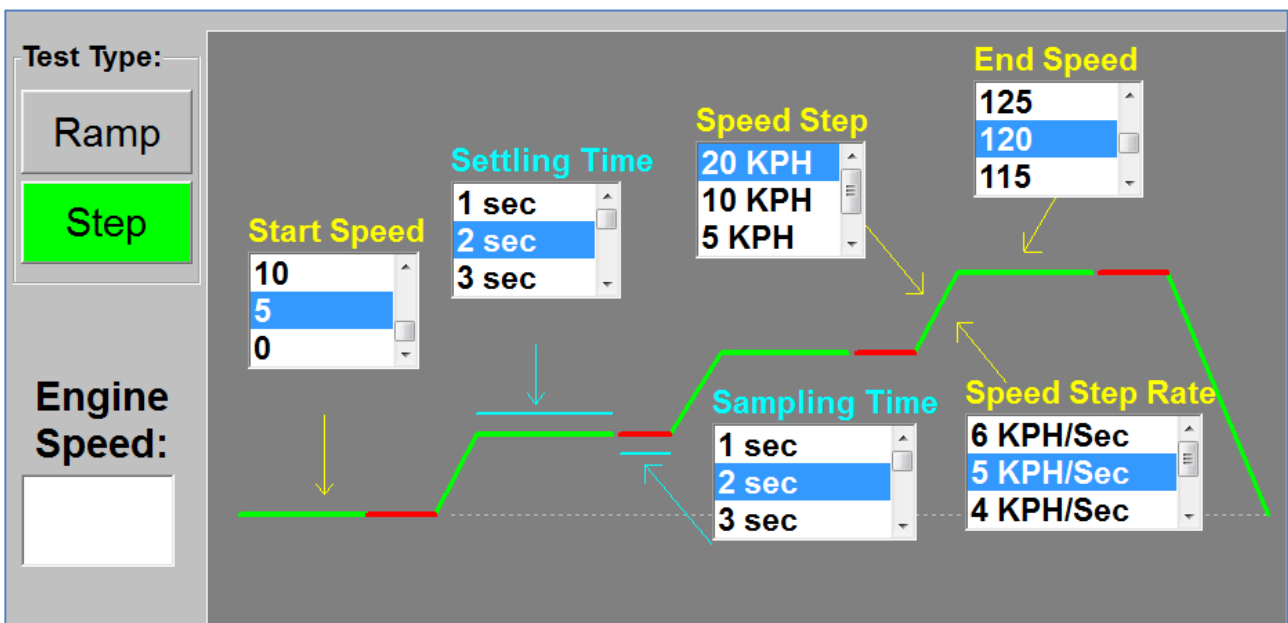 Test Type:
Ramp
Step
Engine
Speed:
Start Speed
10
5
0
Settling Time
1 sec
2 sec
3 sec
Speed Step
20 KPH
10 KPH
5 KPH
End Speed
125
120
115
Sampling Time
1 sec
2 sec
3 sec
Speed Step Rate
6 KPH/Sec
5 KPH/Sec
4 KPH/Sec